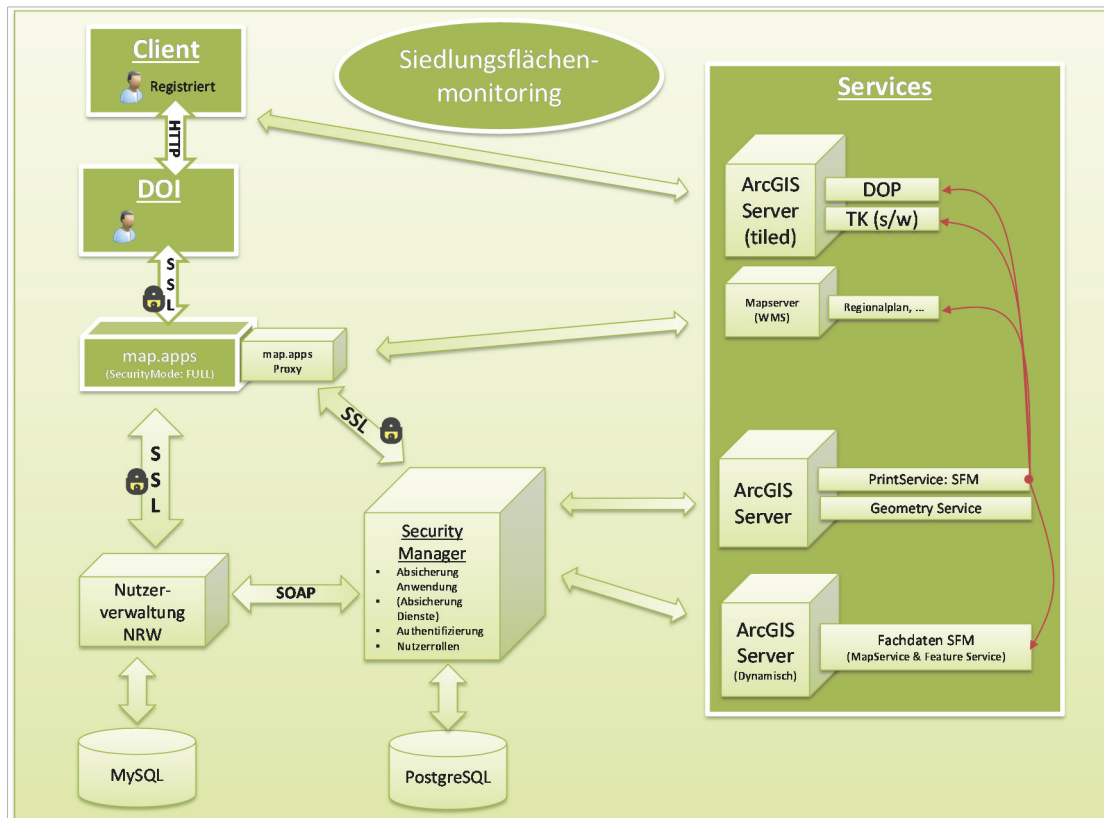 Client
Registriert
HTTP
DOI
SSL
map.apps
(SecurityMode: FULL)
map.apps
Proxy
SSL
SSL
Nutzer-
verwaltung
NRW
SOAP
Security
Manager
▪ Absicherung
Anwendung
▪ (Absicherung
Dienste)
▪ Authentifizierung
▪ Nutzerrollen
MySQL
PostgreSQL
Siedlungsflächen-
monitoring
Services
ArcGIS
Server
(tiled)
DOP
TK (s/w)
Mapserver
(WMS)
Regionalplan, ...
ArcGIS
Server
PrintService: SFM
Geometry Service
ArcGIS
Server
(Dynamisch)
Fachdaten SFM
(MapService & Feature Service)